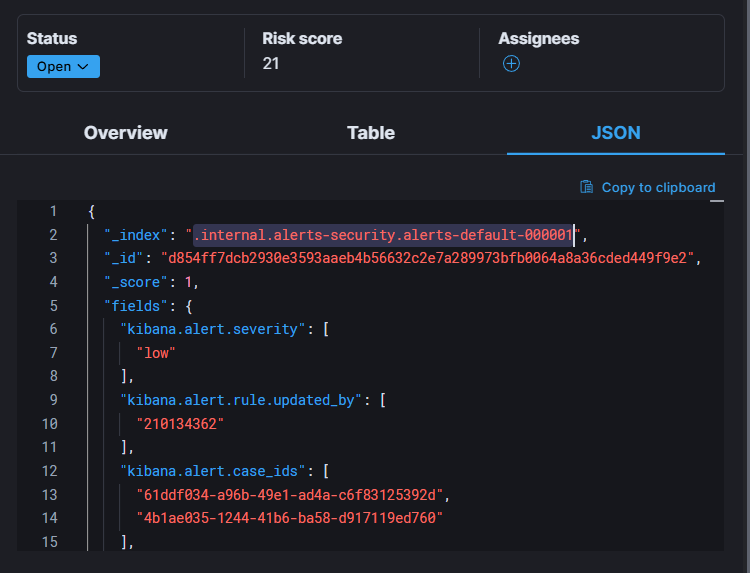 Status
Risk score
Assignees
Open
21
Overview
Table
JSON
Copy to clipboard
1 {
2 "_index": ".internal.alerts-security.alerts-default-000001",
3 "_id": "d854ff7dcb2930e3593aaeb4b56632c2e7a289973bfb0064a8a36cded449f9e2",
4 "_score": 1,
5 "fields": {
6 "kibana.alert.severity": [
7 "low"
8 ],
9 "kibana.alert.rule.updated_by": [
10 "210134362"
11 ],
12 "kibana.alert.case_ids": [
13 "61ddf034-a96b-49e1-ad4a-c6f83125392d",
14 "4b1ae035-1244-41b6-ba58-d917119ed760"
15 ],